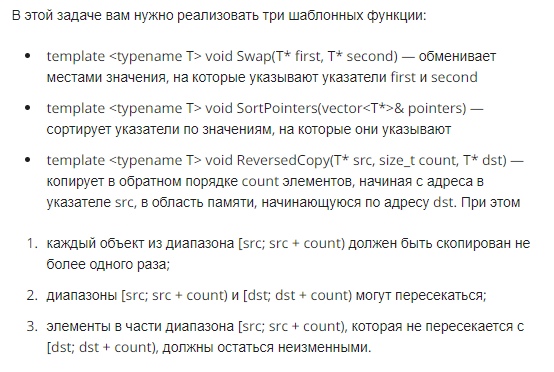 В этой задаче вам нужно реализовать три шаблонных функции:
• template <typename T> void Swap(T* first, T* second) — обменивает
местами значения, на которые указывают указатели first и second
• template <typename T> void SortPointers(vector<T*>& pointers) —
сортирует указатели по значениям, на которые они указывают
• template <typename T> void ReversedCopy(T* src, size_t count, T* dst) —
копирует в обратном порядке count элементов, начиная с адреса в
указателе src, в область памяти, начинающуюся по адресу dst. При этом
1. каждый объект из диапазона [src; src + count) должен быть скопирован не
более одного раза;
2. диапазоны [src; src + count) и [dst; dst + count) могут пересекаться;
3. элементы в части диапазона [src; src + count), которая не пересекается с
[dst; dst + count), должны остаться неизменными.